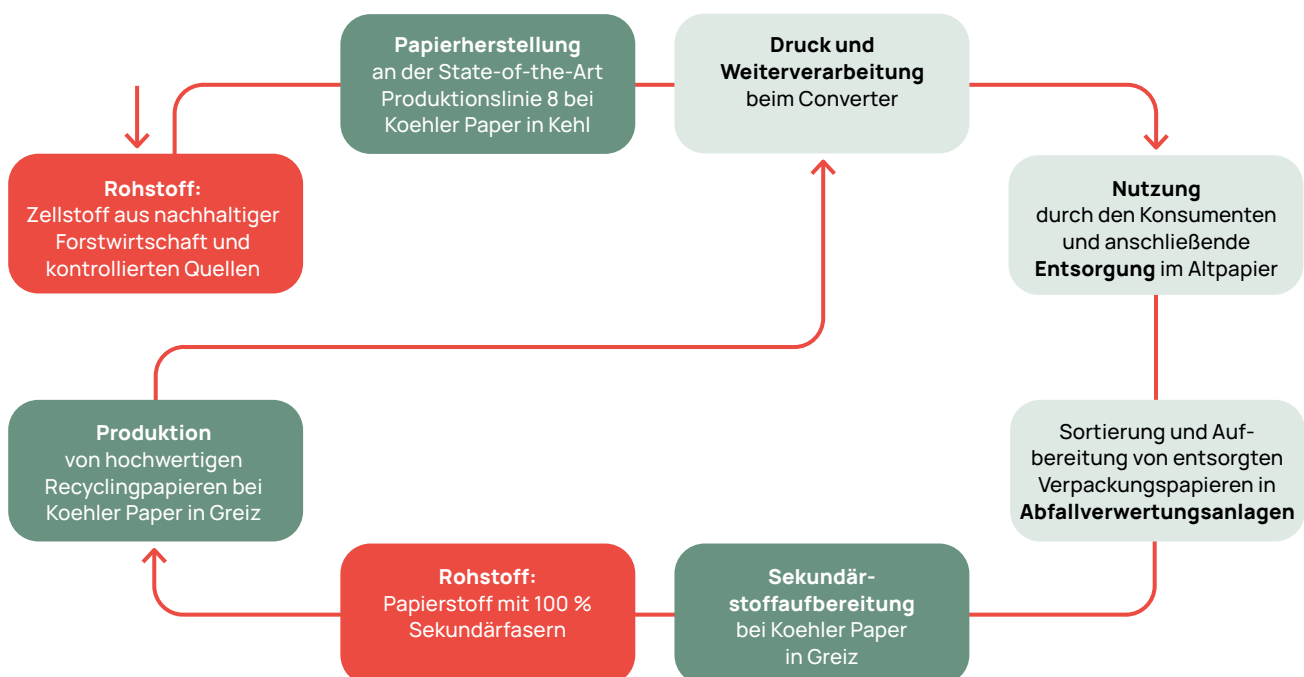 Papierherstellung
an der State-of-the-Art
Produktionslinie 8 bei
Koehler Paper in Kehl
Druck und
Weiterverarbeitung
beim Converter
Rohstoff:
Zellstoff aus nachhaltiger
Forstwirtschaft und
kontrollierten Quellen
Nutzung
durch den Konsumenten
und anschließende
Entsorgung im Altpapier
Produktion
von hochwertigen
Recyclingpapieren bei
Koehler Paper in Greiz
Sortierung und Auf-
bereitung von entsorgten
Verpackungspapieren in
Abfallverwertungsanlagen
Rohstoff:
Papierstoff mit 100 %
Sekundärfasern
Sekundär-
stoffaufbereitung
bei Koehler Paper
in Greiz